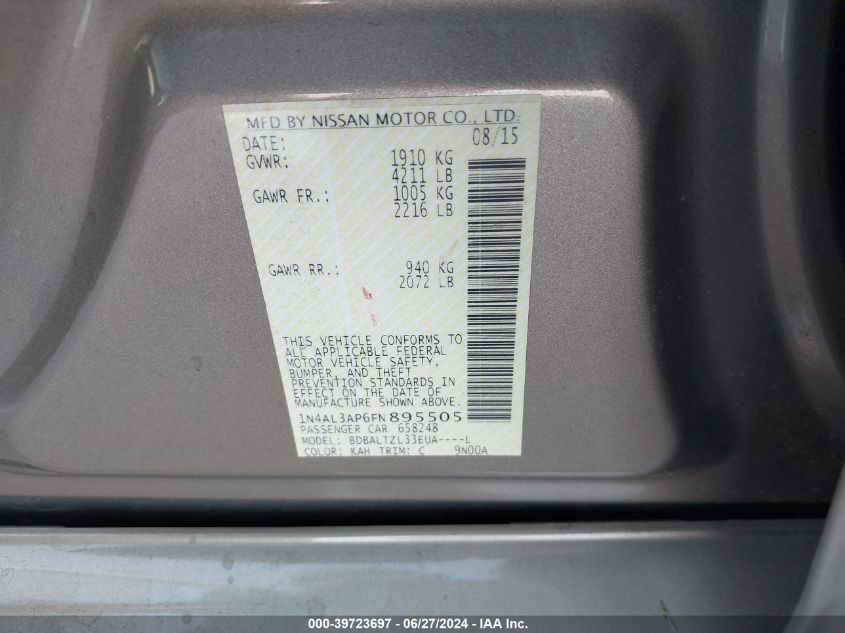 MFD BY NISSAN MOTOR CO., LTD.
DATE: 08/15
GVWR: 1910 KG
4211 LB
GAWR FR.: 1005 KG
2216 LB
GAWR RR.: 940 KG
2072 LB
THIS VEHICLE CONFORMS TO
ALL APPLICABLE FEDERAL
MOTOR VEHICLE SAFETY,
BUMPER, AND THEFT
PREVENTION STANDARDS IN
EFFECT ON THE DATE OF
MANUFACTURE SHOWN ABOVE.
1N4AL3AP6FN895505
PASSENGER CAR 658248
MODEL: BDBALTZL33EUA----L
COLOR: KAH TRIM: C 9N00A
000-39723697 - 06/27/2024 - IAA Inc.